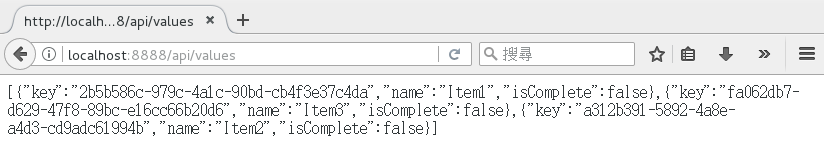 http://localh...8/api/values
localhost:8888/api/values
搜尋
[{"key":"2b5b586c-979c-4a1c-90bd-cb4f3e37c4da","name":"Item1","isComplete":false},{"key":"fa062db7-
d629-47f8-89bc-e16cc66b20d6","name":"Item3","isComplete":false},{"key":"a312b391-5892-4a8e-
a4d3-cd9adc61994b","name":"Item2","isComplete":false}]